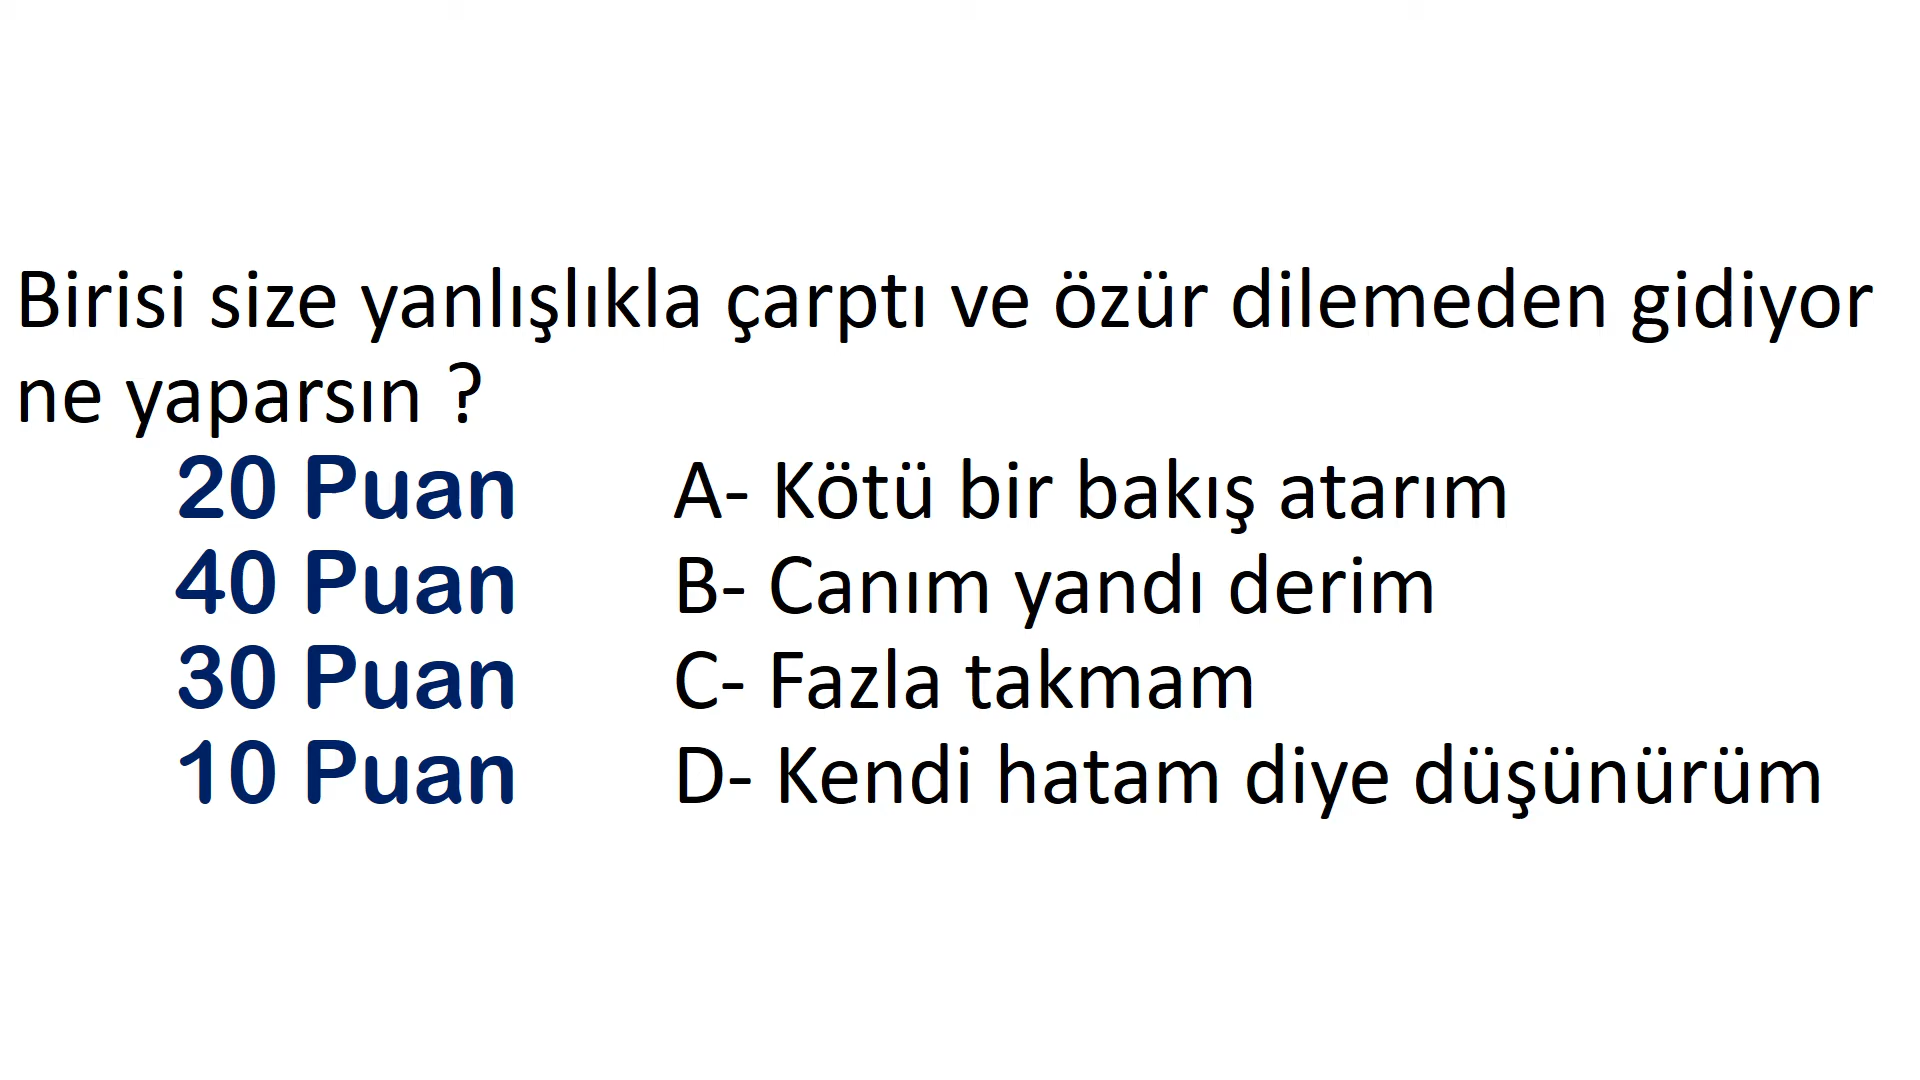 Birisi size yanlışlıkla çarptı ve özür dilemeden gidiyor
ne yaparsın ?
20 Puan A- Kötü bir bakış atarım
40 Puan B- Canım yandı derim
30 Puan C- Fazla takmam
10 Puan D- Kendi hatam diye düşünürüm